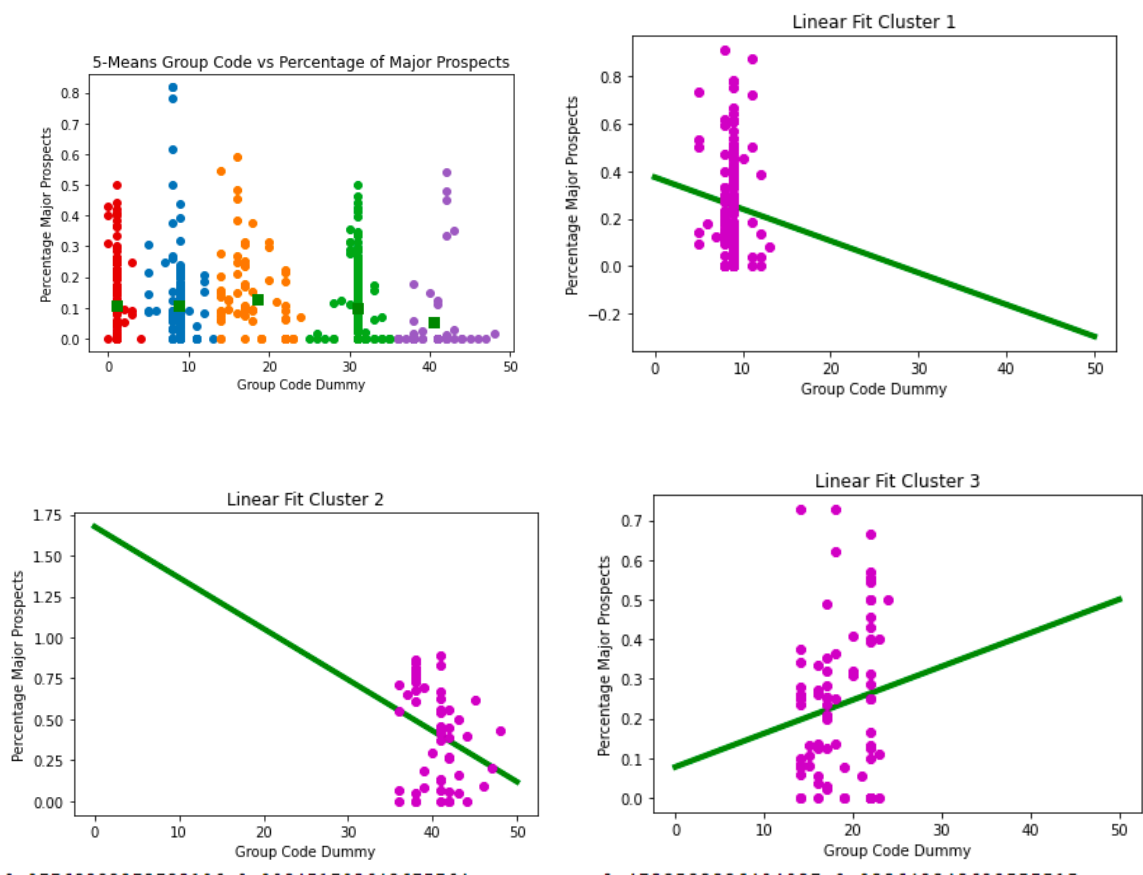 5-Means Group Code vs Percentage of Major Prospects
Percentage Major Prospects
0.8
0.7
0.6
0.5
0.4
0.3
0.2
0.1
0.0
0 10 20 30 40 50
Group Code Dummy
Linear Fit Cluster 1
Percentage Major Prospects
0.8
0.6
0.4
0.2
0.0
−0.2
0 10 20 30 40 50
Group Code Dummy
Linear Fit Cluster 2
Percentage Major Prospects
1.75
1.50
1.25
1.00
0.75
0.50
0.25
0.00
0 10 20 30 40 50
Group Code Dummy
Linear Fit Cluster 3
Percentage Major Prospects
0.7
0.6
0.5
0.4
0.3
0.2
0.1
0.0
0 10 20 30 40 50
Group Code Dummy